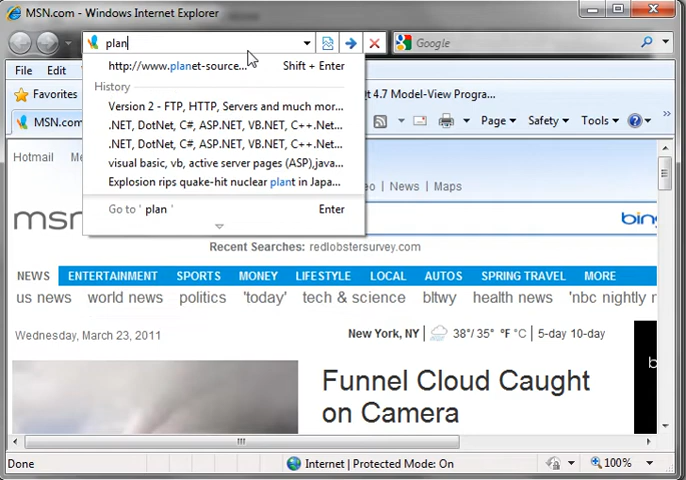 MSN.com - Windows Internet Explorer
plan
Google
http://www.planet-source... Shift + Enter
History
Version 2 - FTP, HTTP, Servers and much mor...
.NET, DotNet, C#, ASP.NET, VB.NET, C++.Net...
.NET, DotNet, C#, ASP.NET, VB.NET, C++.Net...
visual basic, vb, active server pages (ASP),java...
Explosion rips quake-hit nuclear plant in Japa...
Go to ' plan ' Enter
File Edit
Favorites t 4.7 Model-View Progra...
MSN.com Page Safety Tools »
Hotmail eo | News | Maps
msn bing
Recent Searches: redlobstersurvey.com
NEWS ENTERTAINMENT SPORTS MONEY LIFESTYLE LOCAL AUTOS SPRING TRAVEL MORE
us news world news politics 'today' tech & science bltwy health news 'nbc nightly n
Wednesday, March 23, 2011 New York, NY 38°/ 35° °F °C 5-day 10-day
Funnel Cloud Caught
on Camera
Done Internet | Protected Mode: On 100%